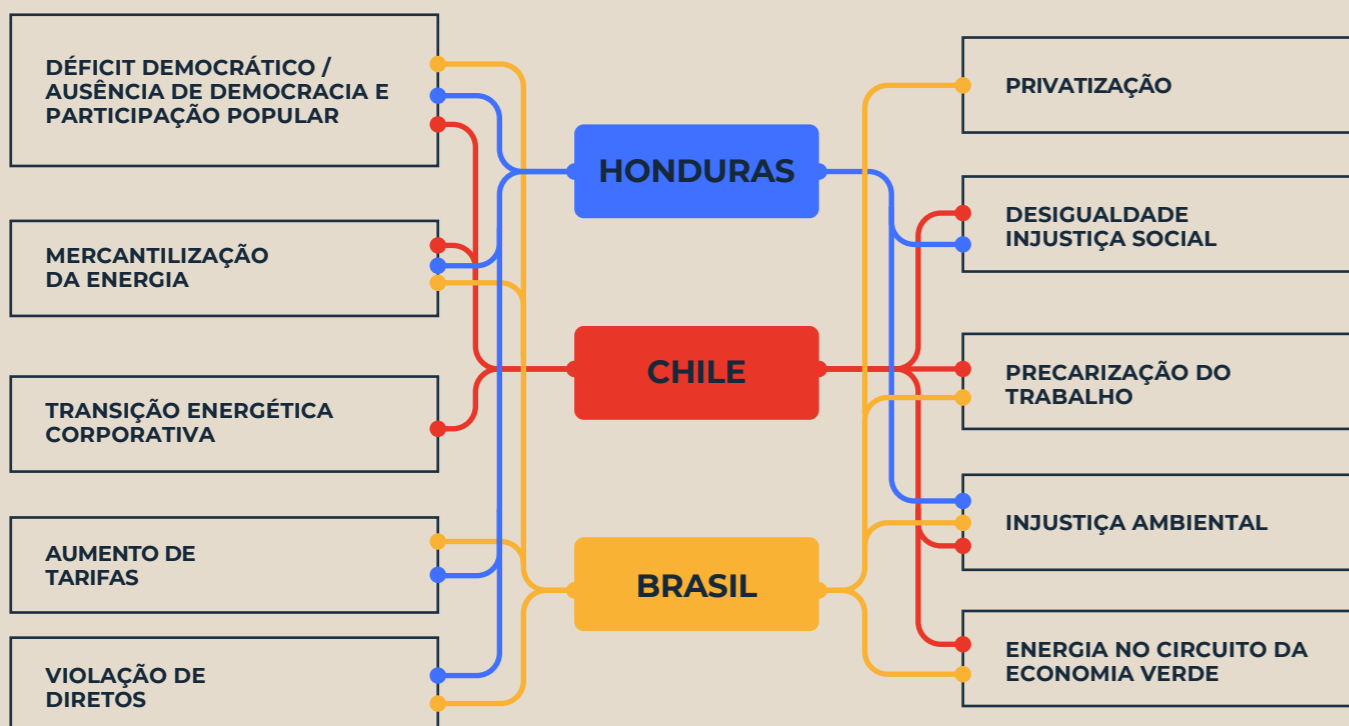 DÉFICIT DEMOCRÁTICO /
AUSÊNCIA DE DEMOCRACIA E
PARTICIPAÇÃO POPULAR
MERCANTILIZAÇÃO
DA ENERGIA
TRANSIÇÃO ENERGÉTICA
CORPORATIVA
AUMENTO DE
TARIFAS
VIOLAÇÃO DE
DIRETOS
HONDURAS
CHILE
BRASIL
PRIVATIZAÇÃO
DESIGUALDADE
INJUSTIÇA SOCIAL
PRECARIZAÇÃO DO
TRABALHO
INJUSTIÇA AMBIENTAL
ENERGIA NO CIRCUITO DA
ECONOMIA VERDE